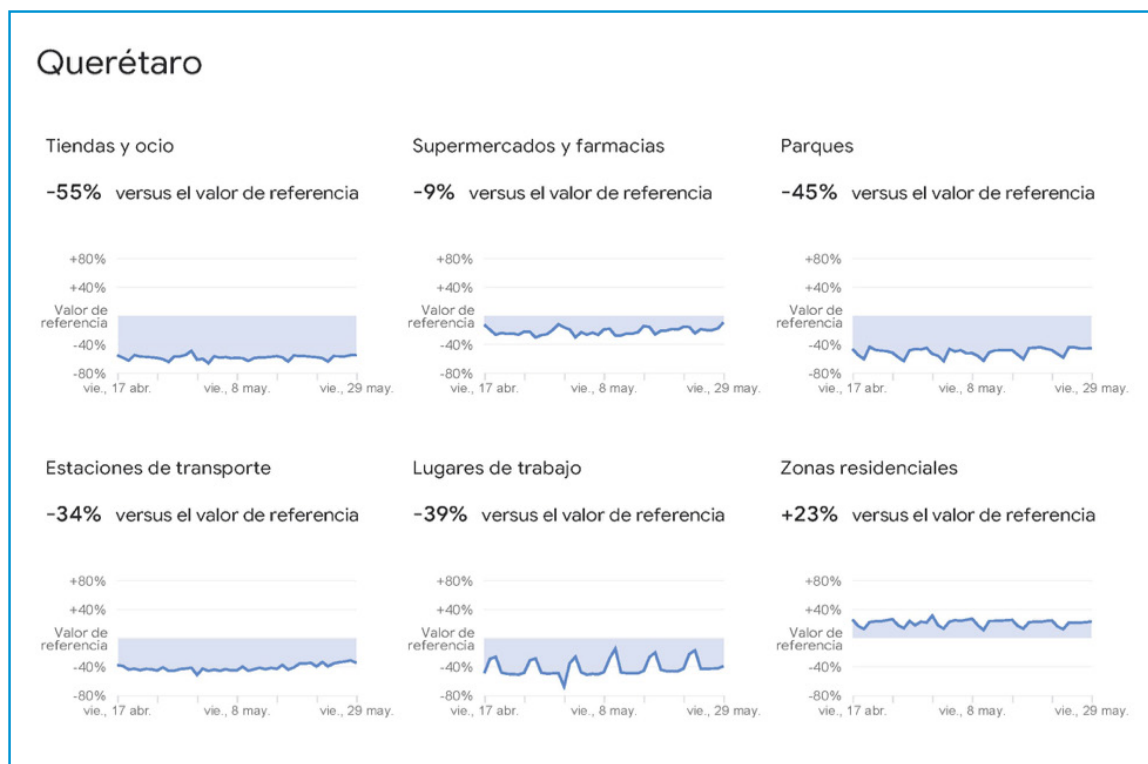 Querétaro
Tiendas y ocio
-55% versus el valor de referencia
+80%
+40%
Valor de
referencia
-40%
-80%
vie., 17 abr. vie., 8 may. vie., 29 may.
Supermercados y farmacias
-9% versus el valor de referencia
+80%
+40%
Valor de
referencia
-40%
-80%
vie., 17 abr. vie., 8 may. vie., 29 may.
Parques
-45% versus el valor de referencia
+80%
+40%
Valor de
referencia
-40%
-80%
vie., 17 abr. vie., 8 may. vie., 29 may.
Estaciones de transporte
-34% versus el valor de referencia
+80%
+40%
Valor de
referencia
-40%
-80%
vie., 17 abr. vie., 8 may. vie., 29 may.
Lugares de trabajo
-39% versus el valor de referencia
+80%
+40%
Valor de
referencia
-40%
-80%
vie., 17 abr. vie., 8 may. vie., 29 may.
Zonas residenciales
+23% versus el valor de referencia
+80%
+40%
Valor de
referencia
-40%
-80%
vie., 17 abr. vie., 8 may. vie., 29 may.